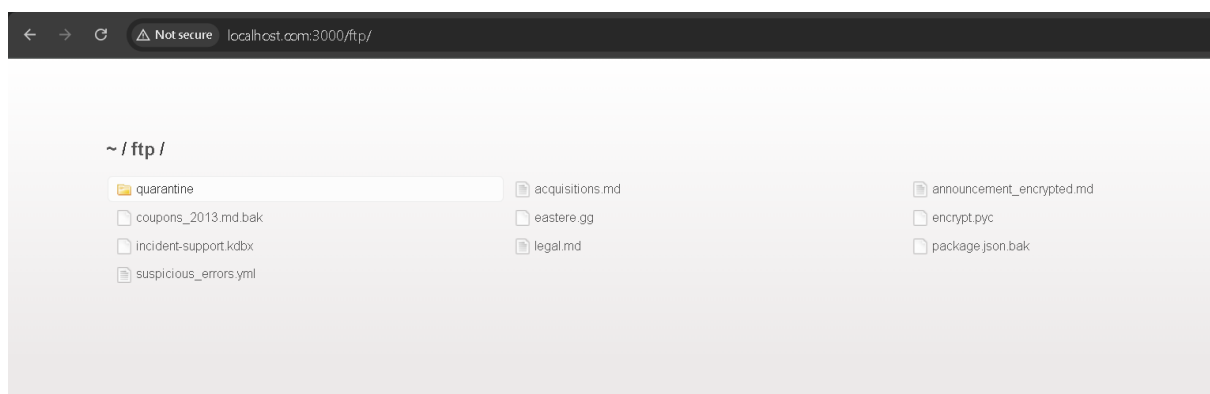 Not secure localhost.com:3000/ftp/
~ / ftp /
quarantine acquisitions.md announcement_encrypted.md
coupons_2013.md.bak eastere.gg encrypt.pyc
incident-support.kdbx legal.md package.json.bak
suspicious_errors.yml